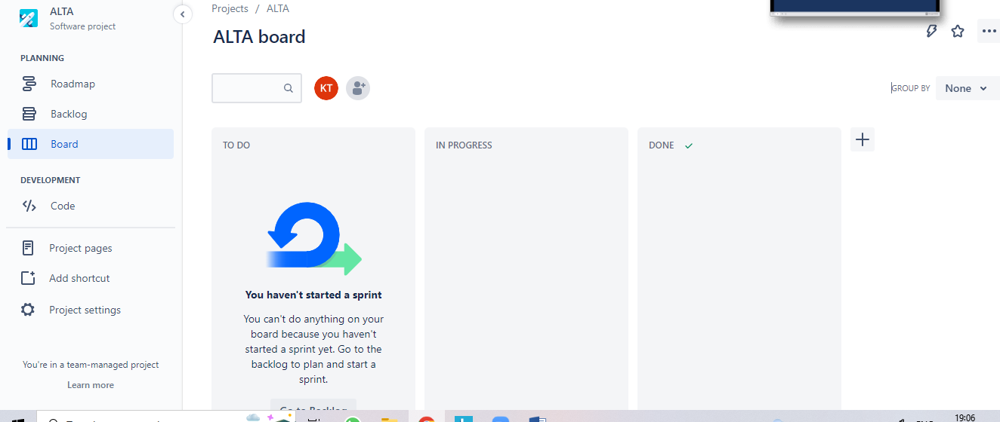 ALTA
Software project
PLANNING
Roadmap
Backlog
Board
DEVELOPMENT
Code
Project pages
Add shortcut
Project settings
You're in a team-managed project
Learn more
Projects / ALTA
ALTA board
KT
GROUP BY None
TO DO
IN PROGRESS
DONE
You haven't started a sprint
You can't do anything on your
board because you haven't
started a sprint yet. Go to the
backlog to plan and start a
sprint.
Go to Backlog
19:06